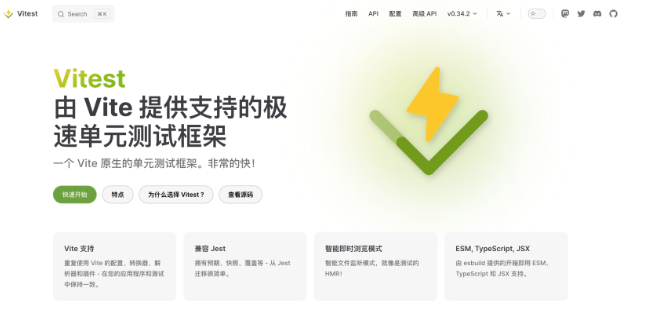 Vitest
Search
⌘K
指南
API
配置
高级 API
v0.34.2
Vitest
由 Vite 提供支持的极
速单元测试框架
一个 Vite 原生的单元测试框架。非常的快！
快速开始
特点
为什么选择 Vitest？
查看源码
Vite 支持
重复使用 Vite 的配置、转换器、解
析器和插件 - 在您的应用程序和测试
中保持一致。
兼容 Jest
拥有预期、快照、覆盖等 - 从 Jest
迁移很简单。
智能即时浏览模式
智能文件监听模式，就像是测试的
HMR！
ESM, TypeScript, JSX
由 esbuild 提供的开箱即用 ESM、
TypeScript 和 JSX 支持。